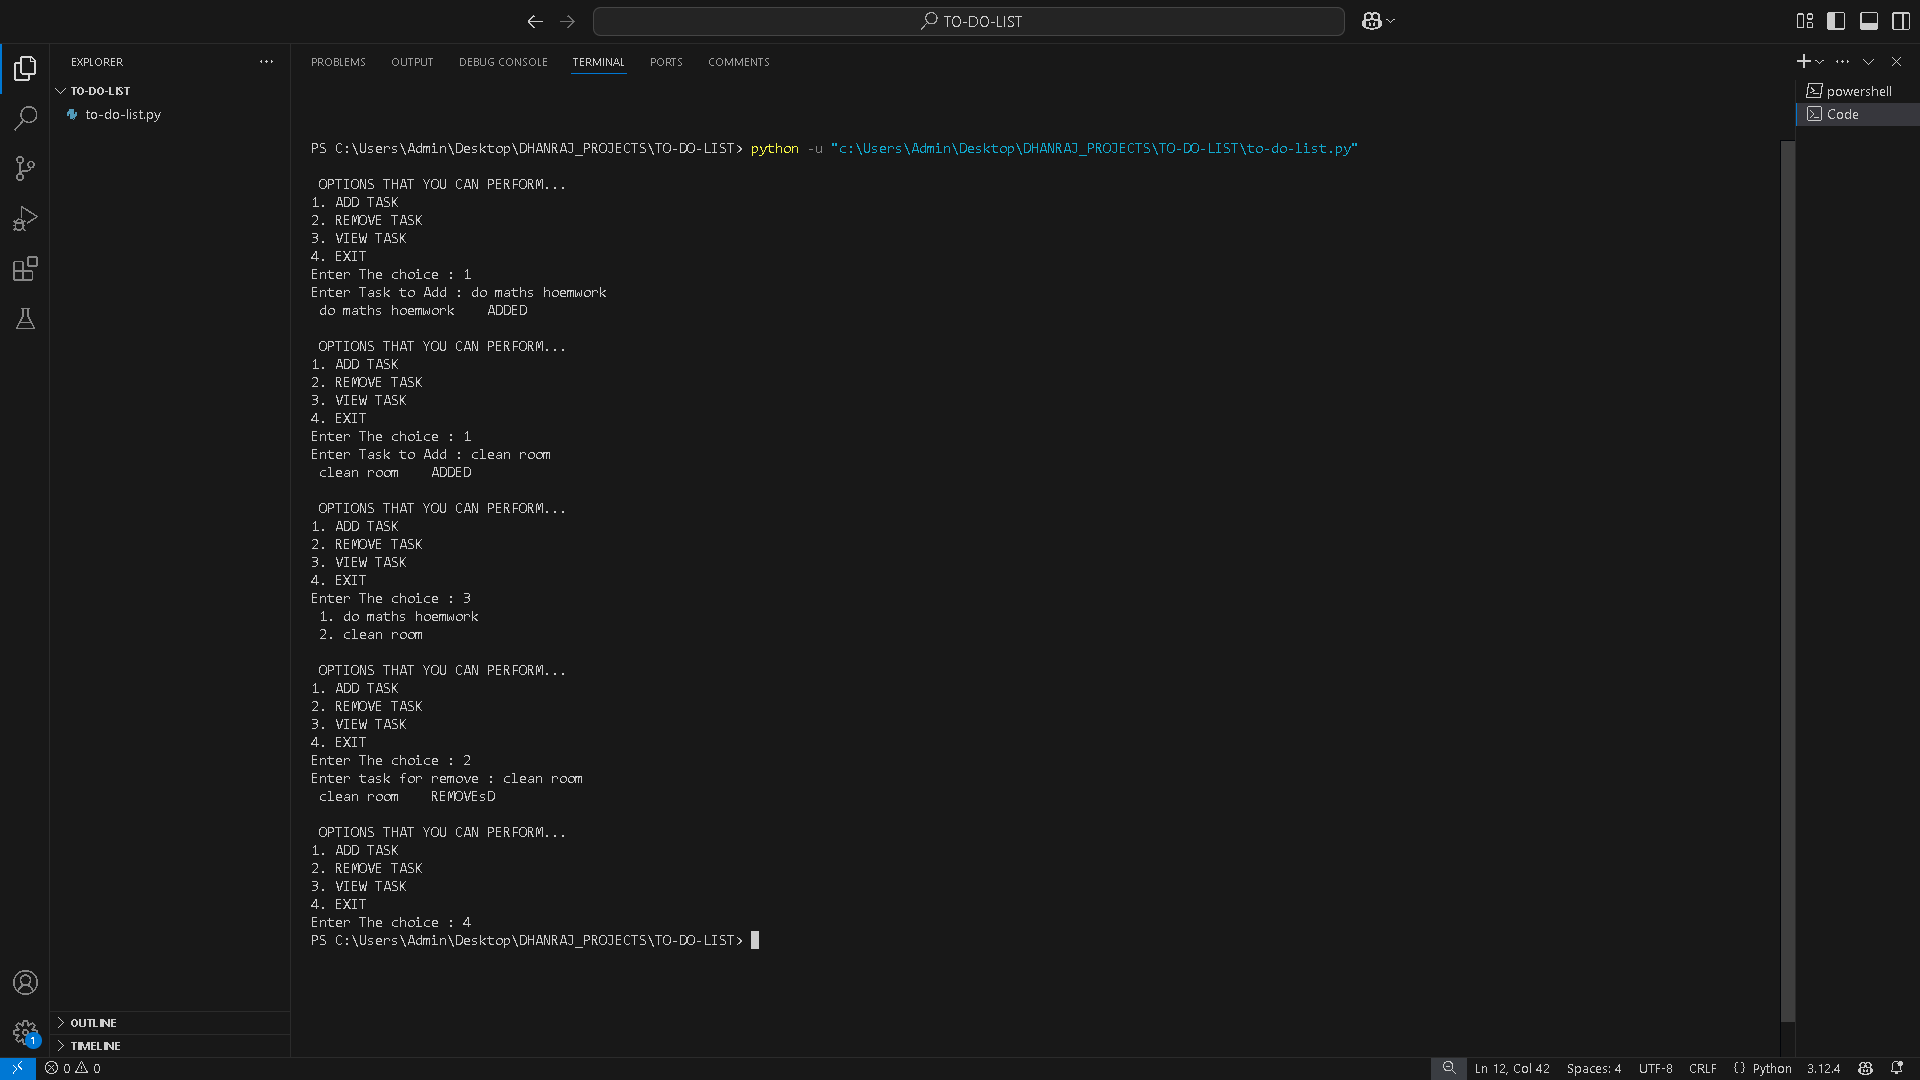 TO-DO-LIST
EXPLORER
TO-DO-LIST
to-do-list.py
PROBLEMS OUTPUT DEBUG CONSOLE TERMINAL PORTS COMMENTS
powershell
Code
PS C:\Users\Admin\Desktop\DHANRAJ_PROJECTS\TO-DO-LIST> python -u "c:\Users\Admin\Desktop\DHANRAJ_PROJECTS\TO-DO-LIST\to-do-list.py"
OPTIONS THAT YOU CAN PERFORM...
1. ADD TASK
2. REMOVE TASK
3. VIEW TASK
4. EXIT
Enter The choice : 1
Enter Task to Add : do maths hoemwork
do maths hoemwork ADDED
OPTIONS THAT YOU CAN PERFORM...
1. ADD TASK
2. REMOVE TASK
3. VIEW TASK
4. EXIT
Enter The choice : 1
Enter Task to Add : clean room
clean room ADDED
OPTIONS THAT YOU CAN PERFORM...
1. ADD TASK
2. REMOVE TASK
3. VIEW TASK
4. EXIT
Enter The choice : 3
1. do maths hoemwork
2. clean room
OPTIONS THAT YOU CAN PERFORM...
1. ADD TASK
2. REMOVE TASK
3. VIEW TASK
4. EXIT
Enter The choice : 2
Enter task for remove : clean room
clean room REMOVEsD
OPTIONS THAT YOU CAN PERFORM...
1. ADD TASK
2. REMOVE TASK
3. VIEW TASK
4. EXIT
Enter The choice : 4
PS C:\Users\Admin\Desktop\DHANRAJ_PROJECTS\TO-DO-LIST>
OUTLINE
1
TIMELINE
0 0 Ln 12, Col 42 Spaces: 4 UTF-8 CRLF {} Python 3.12.4